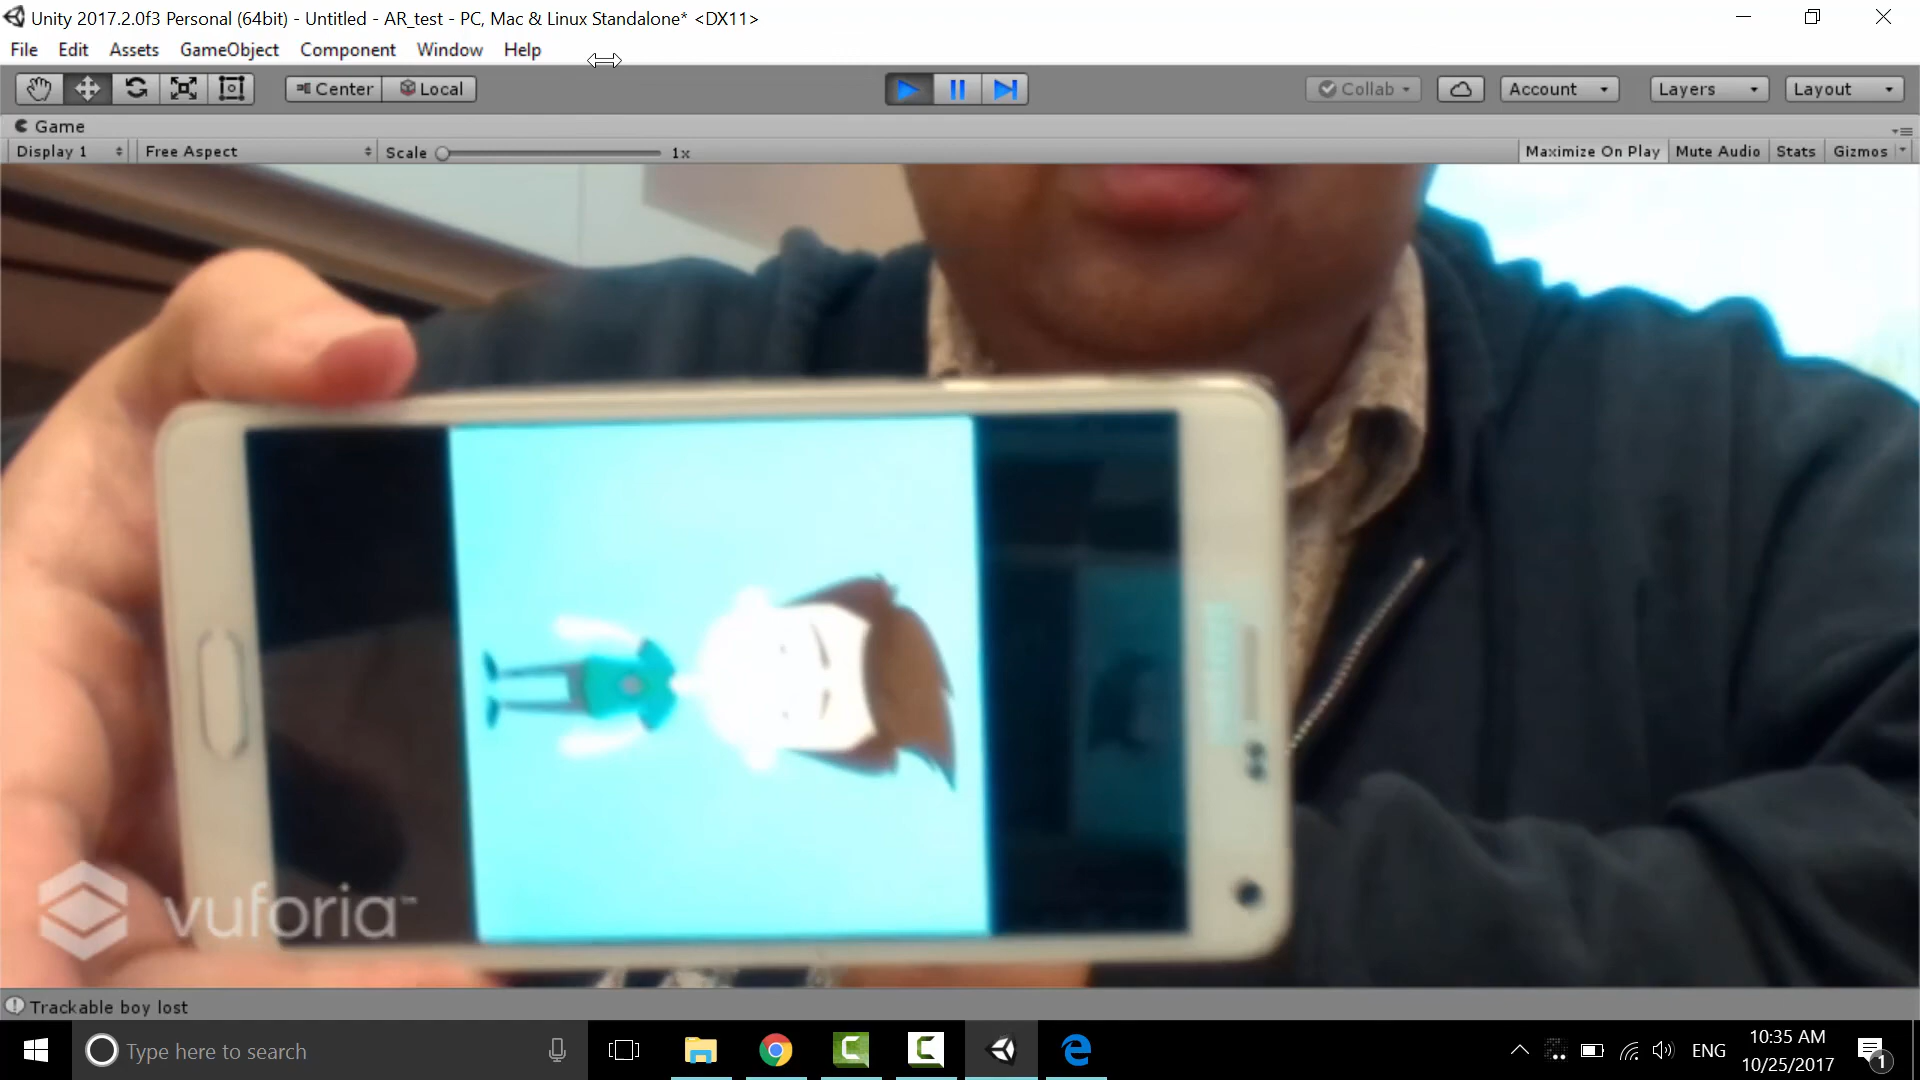 Unity 2017.2.0f3 Personal (64bit) - Untitled - AR_test - PC, Mac & Linux Standalone* <DX11>
File Edit Assets GameObject Component Window Help
Center Local Collab Account Layers Layout
Game
Display 1 Free Aspect Scale 1x Maximize On Play Mute Audio Stats Gizmos
vuforia™
Trackable boy lost
Type here to search
ENG
10:35 AM
10/25/2017
1